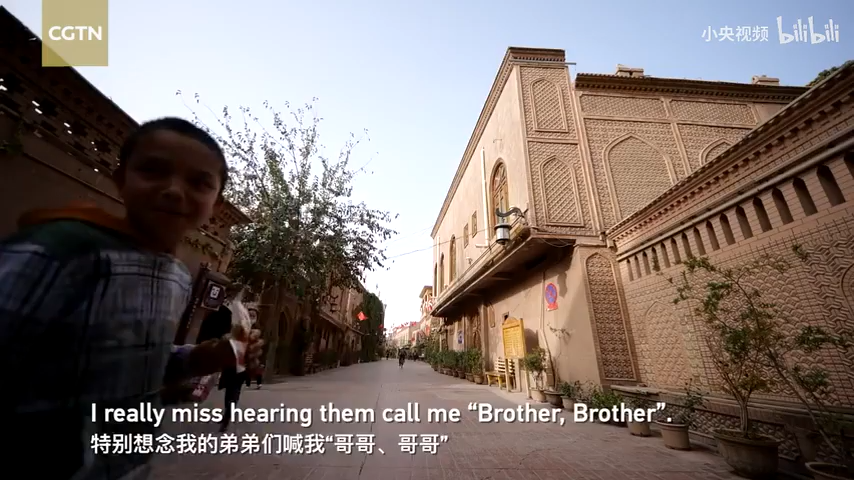 CGTN
小央视频 bilibili
I really miss hearing them call me “Brother, Brother”.
特别想念我的弟弟们喊我“哥哥、哥哥”